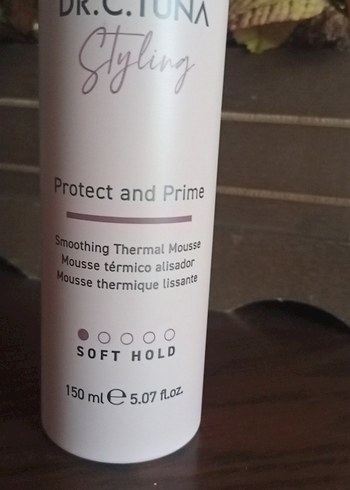 DR.C.TUNA
Styling
Protect and Prime
Smoothing Thermal Mousse
Mousse térmico alisador
Mousse thermique lissante
SOFT HOLD
150 ml ℮ 5.07 fl.oz.